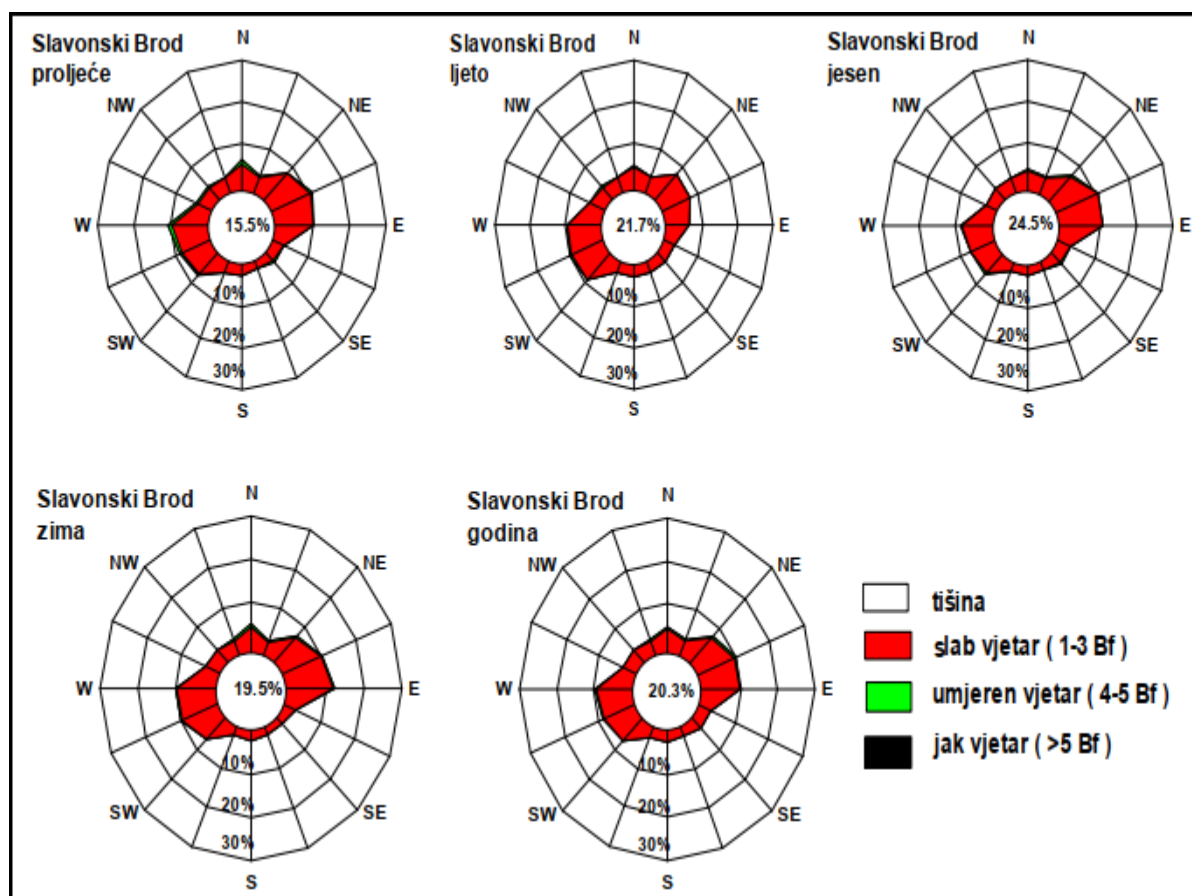 Slavonski Brod
proljeće
N
NW
NE
W
15.5%
E
10%
20%
30%
SW
SE
S
Slavonski Brod
ljeto
N
NW
NE
W
21.7%
E
10%
20%
30%
SW
SE
S
Slavonski Brod
jesen
N
NW
NE
W
24.5%
E
10%
20%
30%
SW
SE
S
Slavonski Brod
zima
N
NW
NE
W
19.5%
E
10%
20%
30%
SW
SE
S
Slavonski Brod
godina
N
NW
NE
W
20.3%
E
10%
20%
30%
SW
SE
S
tišina
slab vjetar ( 1-3 Bf )
umjeren vjetar ( 4-5 Bf )
jak vjetar ( >5 Bf )